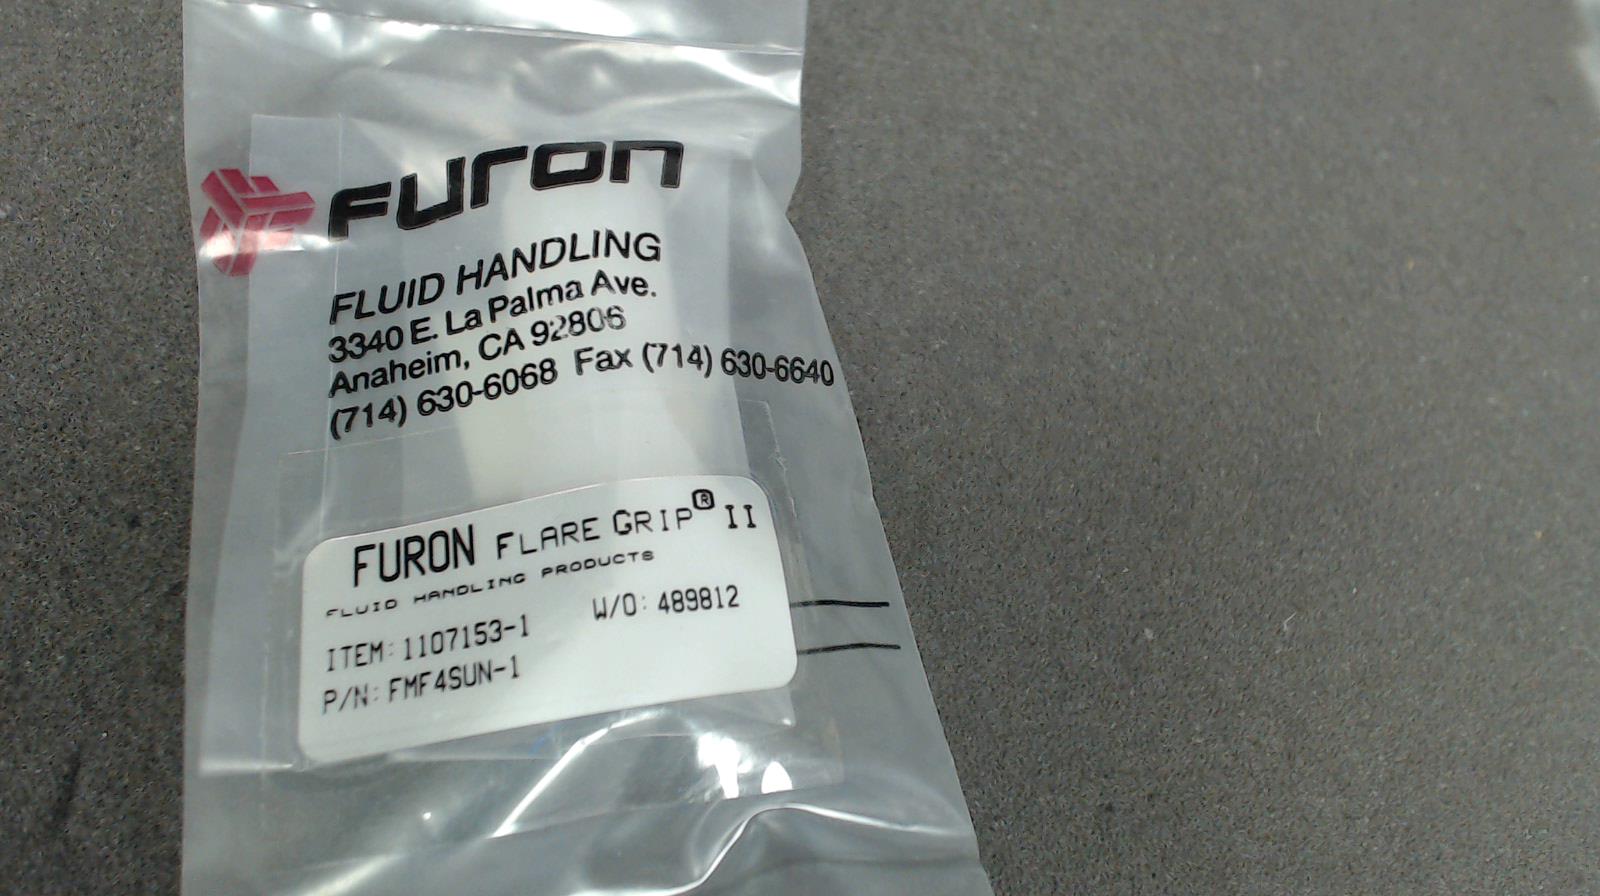 FURON
FLUID HANDLING
3340 E. La Palma Ave.
Anaheim, CA 92806
(714) 630-6068 Fax (714) 630-6640
FURON FLARE GRIP® II
FLUID HANDLING PRODUCTS
ITEM: 1107153-1 W/O: 489812
P/N: FMF4SUN-1